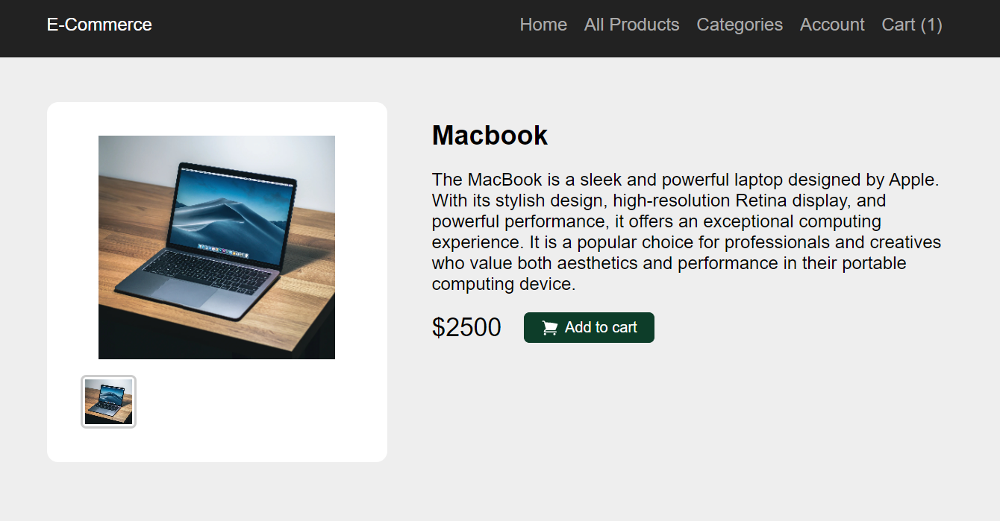 E-Commerce
Home All Products Categories Account Cart (1)
Macbook
The MacBook is a sleek and powerful laptop designed by Apple.
With its stylish design, high-resolution Retina display, and
powerful performance, it offers an exceptional computing
experience. It is a popular choice for professionals and creatives
who value both aesthetics and performance in their portable
computing device.
$2500
Add to cart